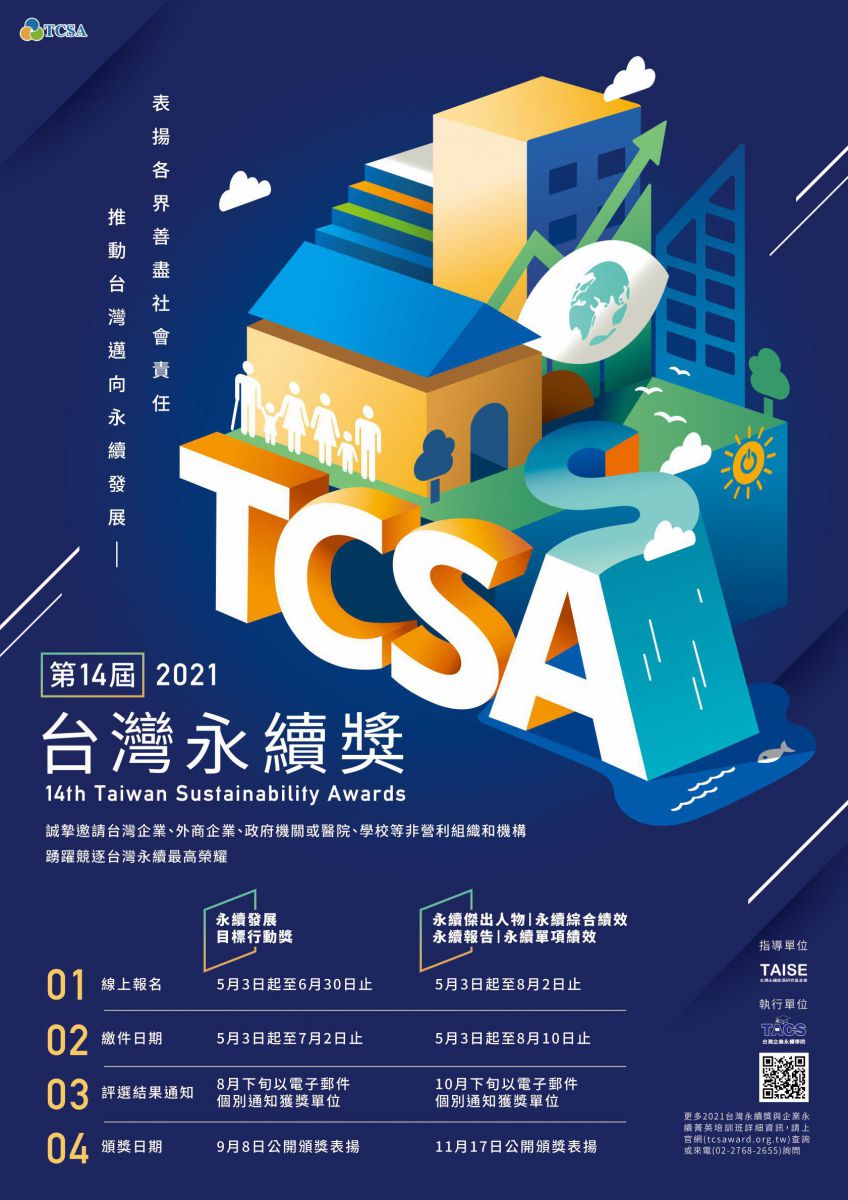 TCSA
表揚各界善盡社會責任
推動台灣邁向永續發展—
TCSA
第14屆 2021
台灣永續獎
14th Taiwan Sustainability Awards
誠摯邀請台灣企業、外商企業、政府機關或醫院、學校等非營利組織和機構
踴躍競逐台灣永續最高榮耀
永續發展
目標行動獎
永續傑出人物|永續綜合績效
永續報告|永續單項績效
01 線上報名 5月3日起至6月30日止 5月3日起至8月2日止
02 繳件日期 5月3日起至7月2日止 5月3日起至8月10日止
03 評選結果通知
8月下旬以電子郵件
個別通知獲獎單位
10月下旬以電子郵件
個別通知獲獎單位
04 頒獎日期 9月8日公開頒獎表揚 11月17日公開頒獎表揚
指導單位
TAISE
台灣永續能源研究基金會
執行單位
TACS
台灣企業永續學院
更多2021台灣永續獎與企業永
續菁英培訓班詳細資訊，請上
官網(tcsaward.org.tw)查詢
或來電(02-2768-2655)詢問